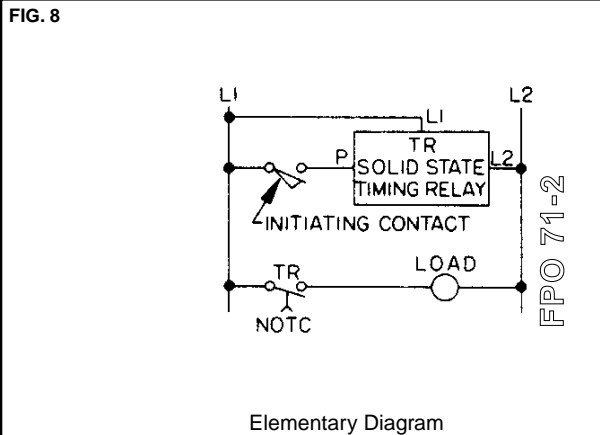 FIG. 8
L1
L2
L1
TR
P
SOLID STATE
L2
TIMING RELAY
INITIATING CONTACT
TR
LOAD
NOTC
FPO 71-2
Elementary Diagram